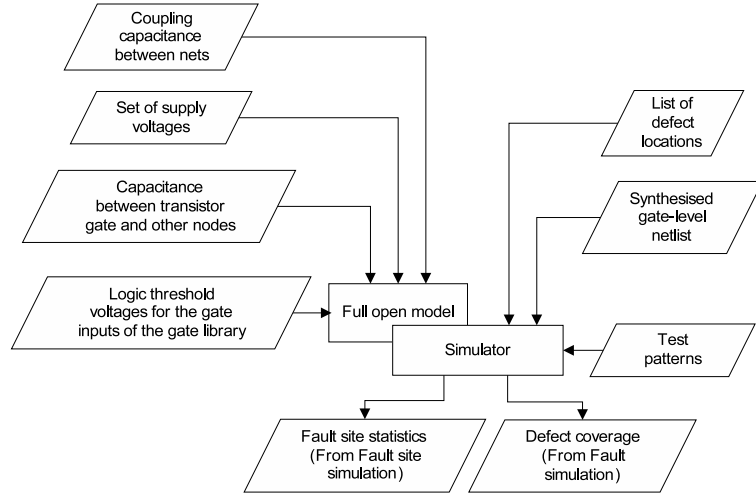 Coupling
capacitance
between nets
Set of supply
voltages
Capacitance
between transistor
gate and other nodes
Logic threshold
voltages for the gate
inputs of the gate library
Full open model
Simulator
List of
defect
locations
Synthesised
gate-level
netlist
Test
patterns
Fault site statistics
(From Fault site
simulation)
Defect coverage
(From Fault
simulation)